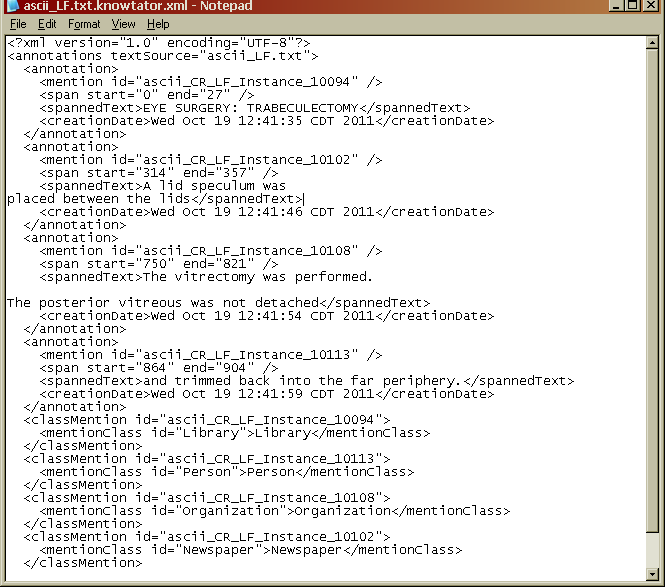 ascii_LF.txt.knowtator.xml - Notepad
File Edit Format View Help
<?xml version="1.0" encoding="UTF-8"?>
<annotations textSource="ascii_LF.txt">
  <annotation>
    <mention id="ascii_CR_LF_Instance_10094" />
    <span start="0" end="27" />
    <spannedText>EYE SURGERY: TRABECULECTOMY</spannedText>
    <creationDate>Wed Oct 19 12:41:35 CDT 2011</creationDate>
  </annotation>
  <annotation>
    <mention id="ascii_CR_LF_Instance_10102" />
    <span start="314" end="357" />
    <spannedText>A lid speculum was
placed between the lids</spannedText>
    <creationDate>Wed Oct 19 12:41:46 CDT 2011</creationDate>
  </annotation>
  <annotation>
    <mention id="ascii_CR_LF_Instance_10108" />
    <span start="750" end="821" />
    <spannedText>The vitrectomy was performed.

The posterior vitreous was not detached</spannedText>
    <creationDate>Wed Oct 19 12:41:54 CDT 2011</creationDate>
  </annotation>
  <annotation>
    <mention id="ascii_CR_LF_Instance_10113" />
    <span start="864" end="904" />
    <spannedText>and trimmed back into the far periphery.</spannedText>
    <creationDate>Wed Oct 19 12:41:59 CDT 2011</creationDate>
  </annotation>
  <classMention id="ascii_CR_LF_Instance_10094">
    <mentionClass id="Library">Library</mentionClass>
  </classMention>
  <classMention id="ascii_CR_LF_Instance_10113">
    <mentionClass id="Person">Person</mentionClass>
  </classMention>
  <classMention id="ascii_CR_LF_Instance_10108">
    <mentionClass id="Organization">Organization</mentionClass>
  </classMention>
  <classMention id="ascii_CR_LF_Instance_10102">
    <mentionClass id="Newspaper">Newspaper</mentionClass>
  </classMention>